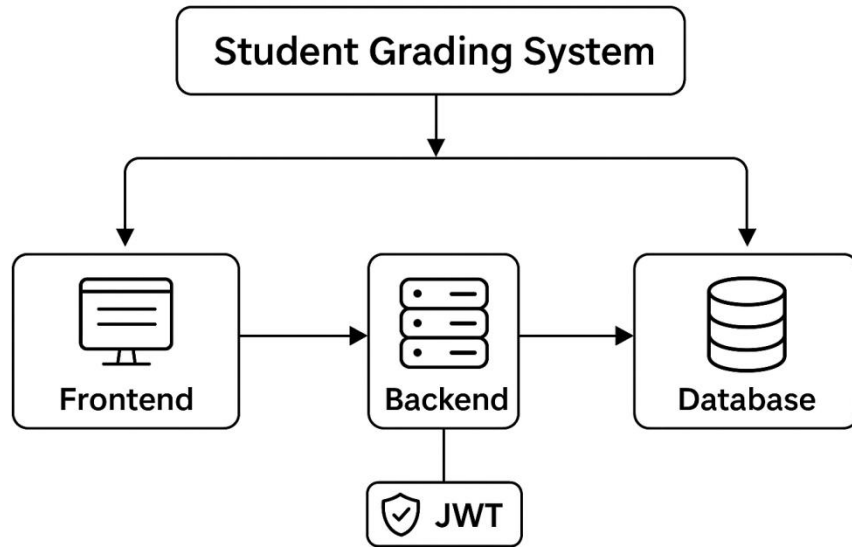 Student Grading System
Frontend
Backend
Database
JWT